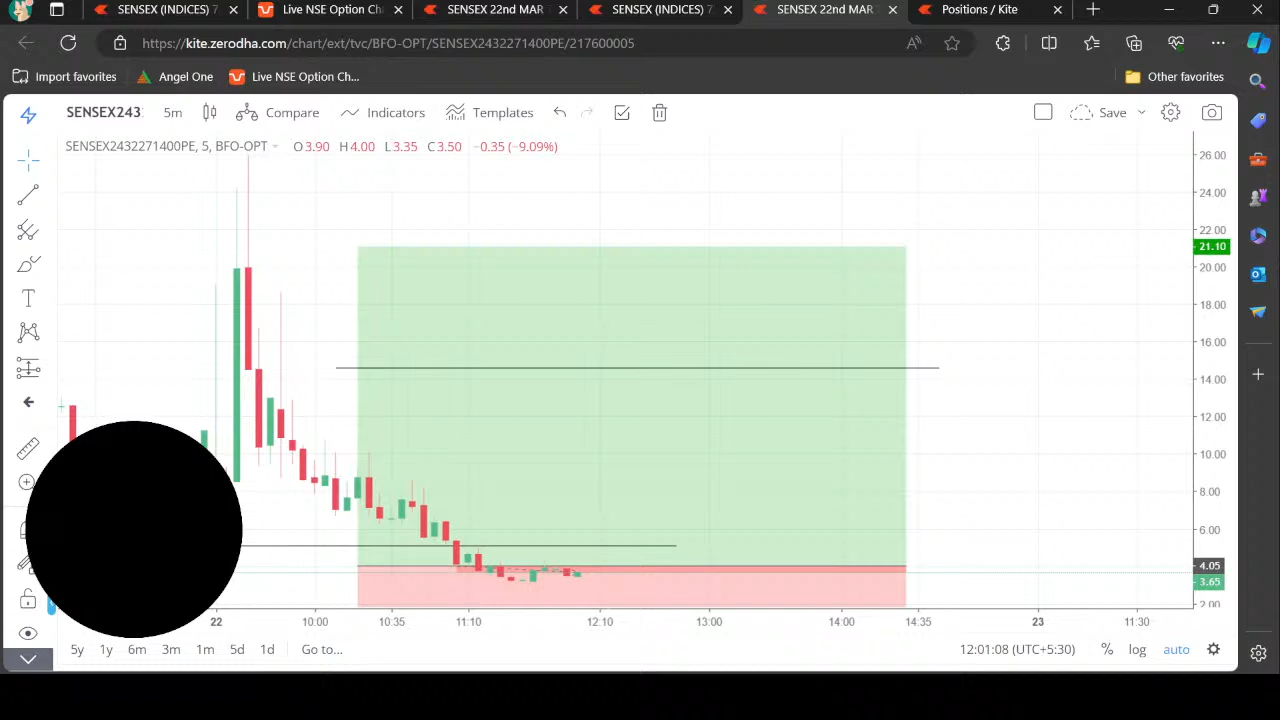 SENSEX (INDICES) 7
Live NSE Option Ch
SENSEX 22nd MAR
SENSEX (INDICES) 7
SENSEX 22nd MAR
Positions / Kite
https://kite.zerodha.com/chart/ext/tvc/BFO-OPT/SENSEX2432271400PE/217600005
Import favorites
Angel One
Live NSE Option Ch...
Other favorites
SENSEX243
5m
Compare
Indicators
Templates
Save
SENSEX2432271400PE, 5, BFO-OPT
O3.90 H4.00 L3.35 C3.50 −0.35 (−9.09%)
26.00
24.00
22.00
21.10
20.00
18.00
16.00
14.00
12.00
10.00
8.00
6.00
4.05
3.65
2.00
22 10:00 10:35 11:10 12:10 13:00 14:00 14:35 23 11:30
5y 1y 6m 3m 1m 5d 1d Go to... 12:01:08 (UTC+5:30) % log auto